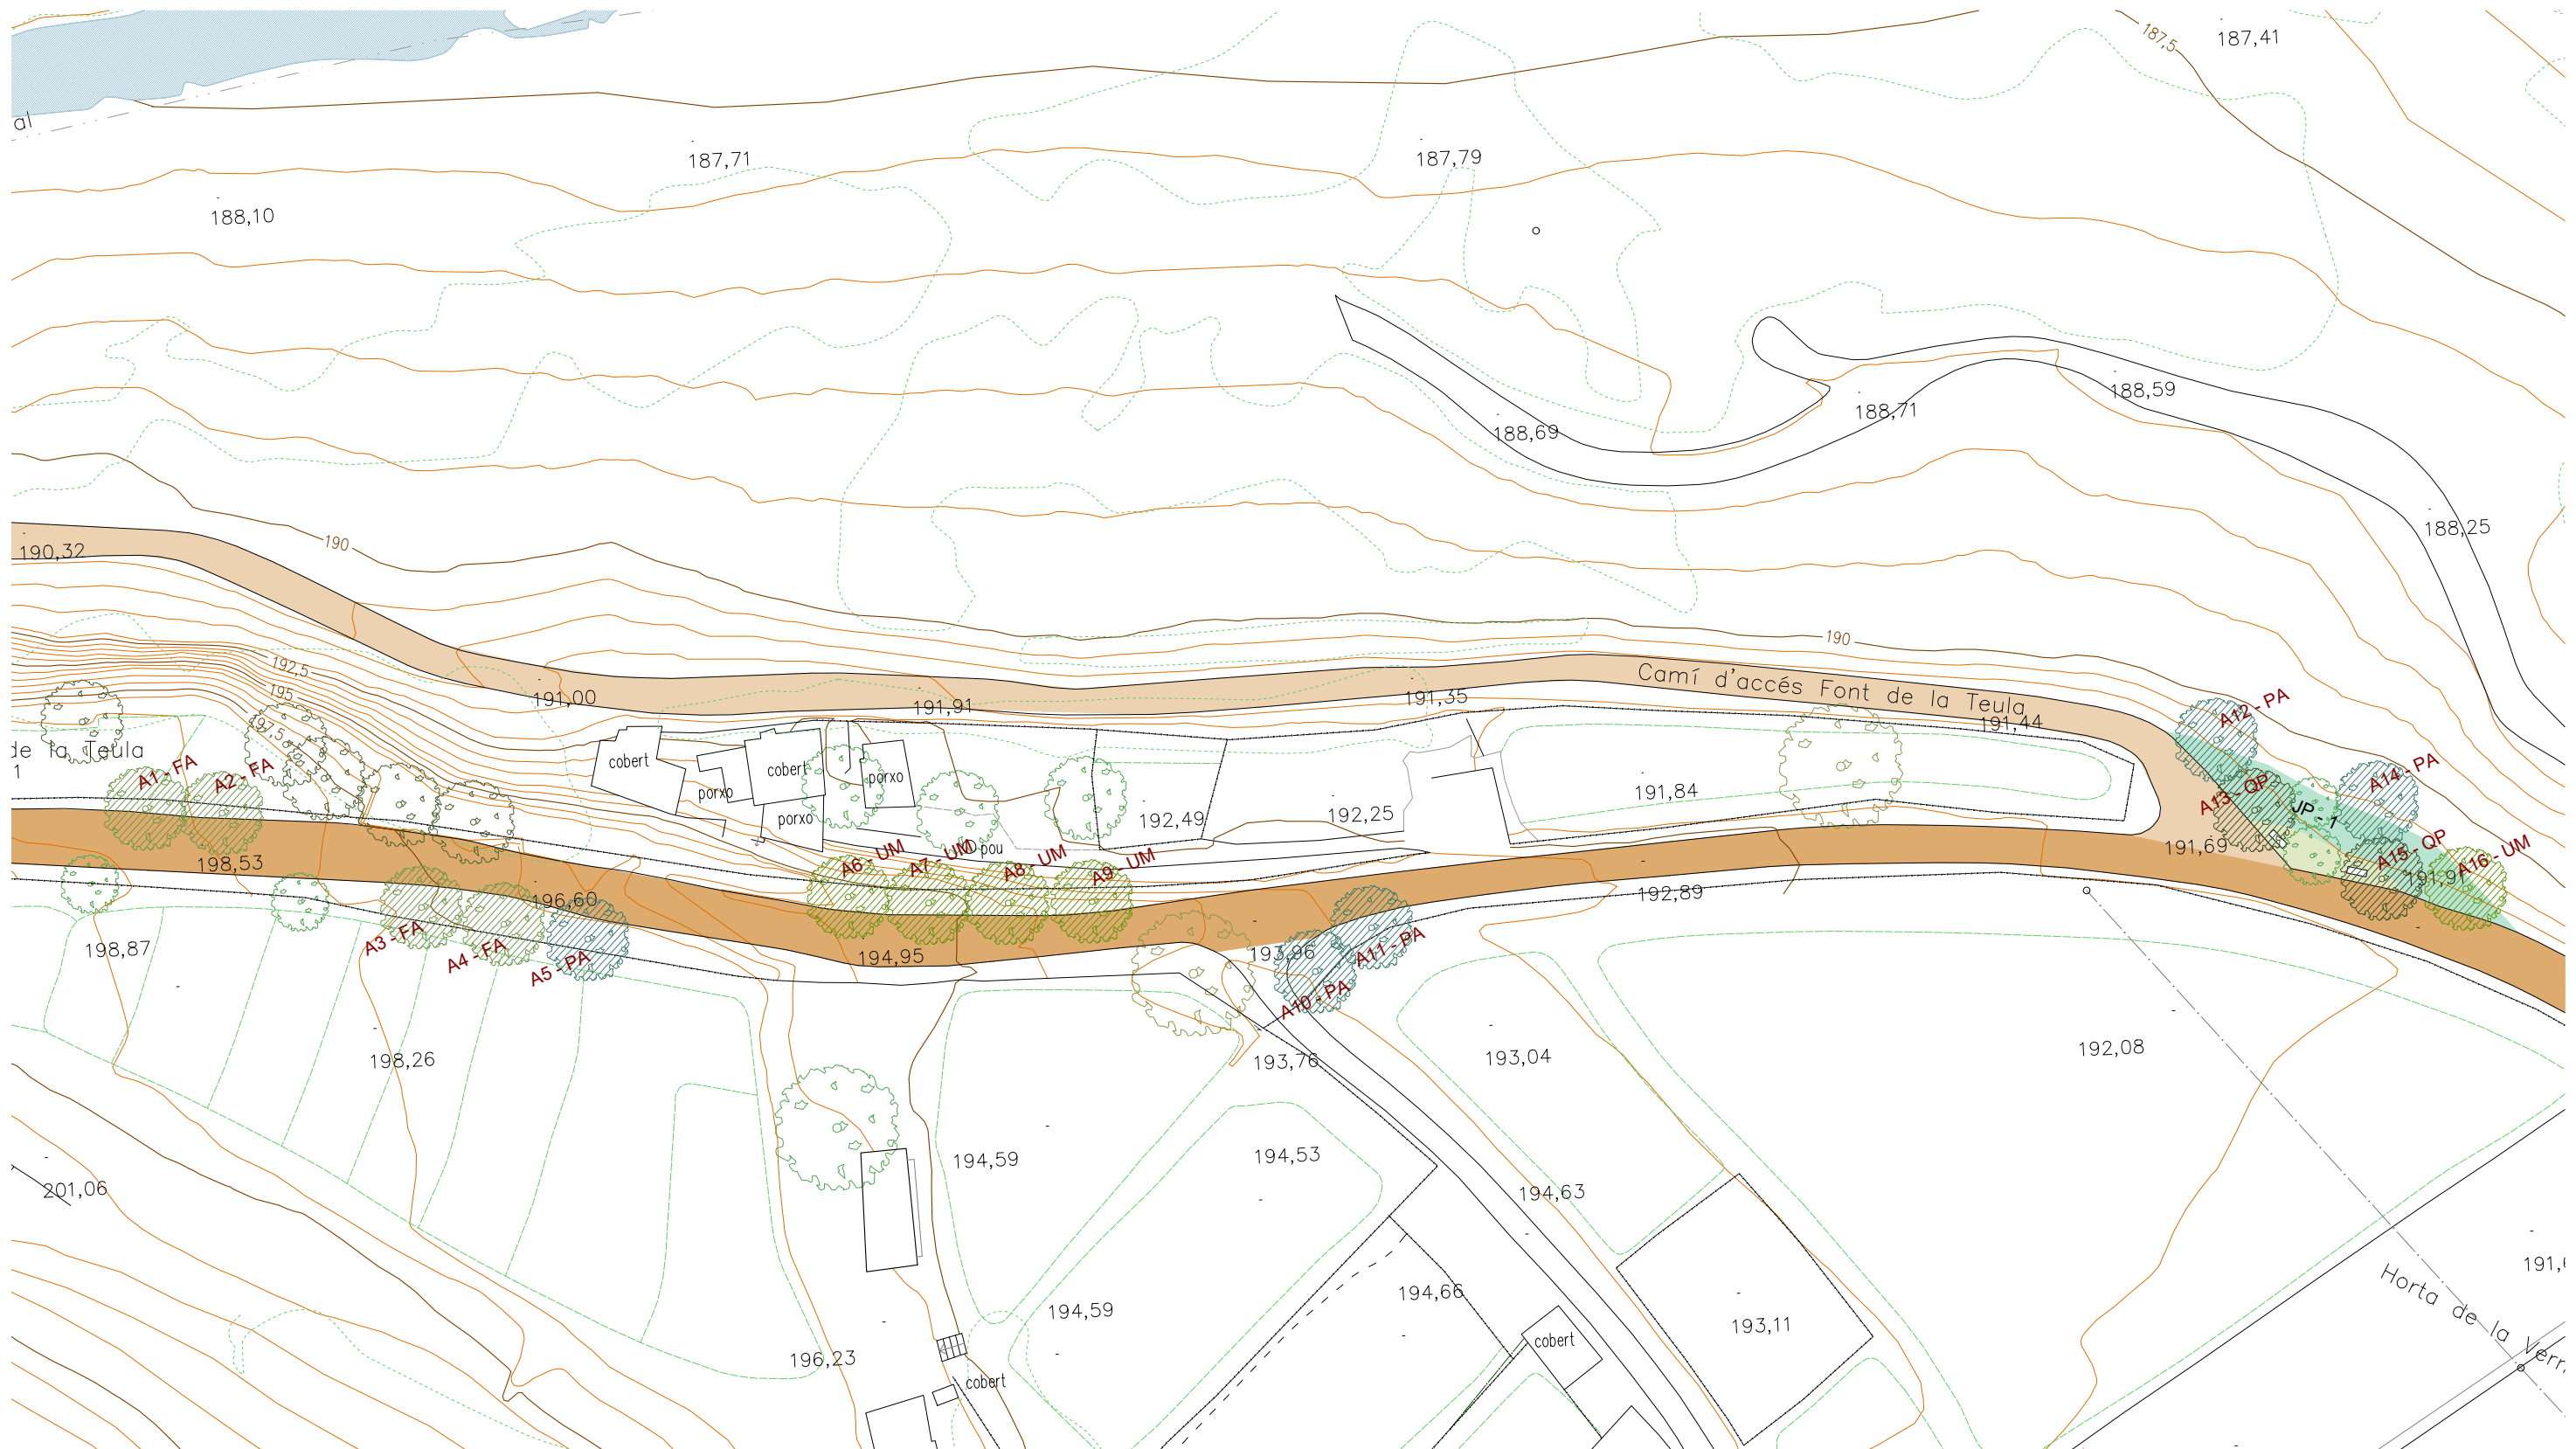 187,5
187,41
al
187,71
187,79
188,10
188,59
188,71
188,69
188,25
190,32
190
190
192,5
195
197,5
191,00
191,91
191,35
Camí d'accés Font de la Teula
191,44
A12 - PA
de la Teula
1
A1 - FA
A2 - FA
cobert
cobert
porxo
porxo
porxo
192,49
192,25
191,84
A13 - QP
JP - 1
A14 - PA
198,53
A6 - UM
A7 - UM
pou
A8 - UM
A9 - UM
191,69
A15 - QP
A16 - UM
196,60
192,89
198,87
A3 - FA
A4 - FA
A5 - PA
194,95
193,96
A11 - PA
A10 - PA
198,26
193,76
193,04
192,08
201,06
194,59
194,53
194,63
194,59
194,66
193,11
Horta de la
196,23
cobert
cobert